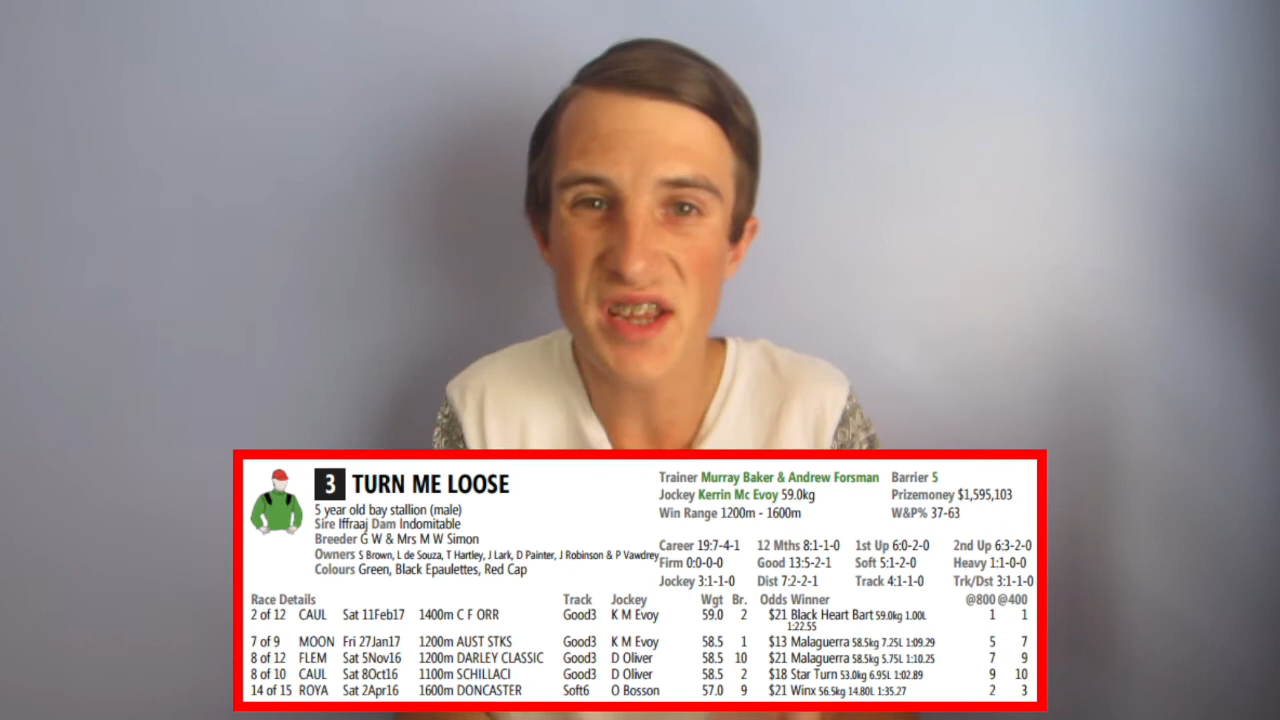 3 TURN ME LOOSE
5 year old bay stallion (male)
Sire Iffraaj Dam Indomitable
Breeder G W & Mrs M W Simon
Owners S Brown, L de Souza, T Hartley, J Lark, D Painter, J Robinson & P Vawdrey
Colours Green, Black Epaulettes, Red Cap
Trainer Murray Baker & Andrew Forsman Barrier 5
Jockey Kerrin Mc Evoy 59.0kg Prizemoney $1,595,103
Win Range 1200m - 1600m W&P% 37-63
Career 19:7-4-1 12 Mths 8:1-1-0 1st Up 6:0-2-0 2nd Up 6:3-2-0
Firm 0:0-0-0 Good 13:5-2-1 Soft 5:1-2-0 Heavy 1:1-0-0
Jockey 3:1-1-0 Dist 7:2-2-1 Track 4:1-1-0 Trk/Dst 3:1-1-0
Race Details Track Jockey Wgt Br. Odds Winner @800 @400
2 of 12 CAUL Sat 11Feb17 1400m C F ORR Good3 K M Evoy 59.0 2 $21 Black Heart Bart 59.0kg 1.00L 1 1
1:22.55
7 of 9 MOON Fri 27Jan17 1200m AUST STKS Good3 K M Evoy 58.5 1 $13 Malaguerra 58.5kg 7.25L 1:09.29 5 7
8 of 12 FLEM Sat 5Nov16 1200m DARLEY CLASSIC Good3 D Oliver 58.5 10 $21 Malaguerra 58.5kg 5.75L 1:10.25 7 9
8 of 10 CAUL Sat 8Oct16 1100m SCHILLACI Good3 D Oliver 58.5 2 $18 Star Turn 53.0kg 6.95L 1:02.89 9 10
14 of 15 ROYA Sat 2Apr16 1600m DONCASTER Soft6 O Bosson 57.0 9 $21 Winx 56.5kg 14.80L 1:35.27 2 3